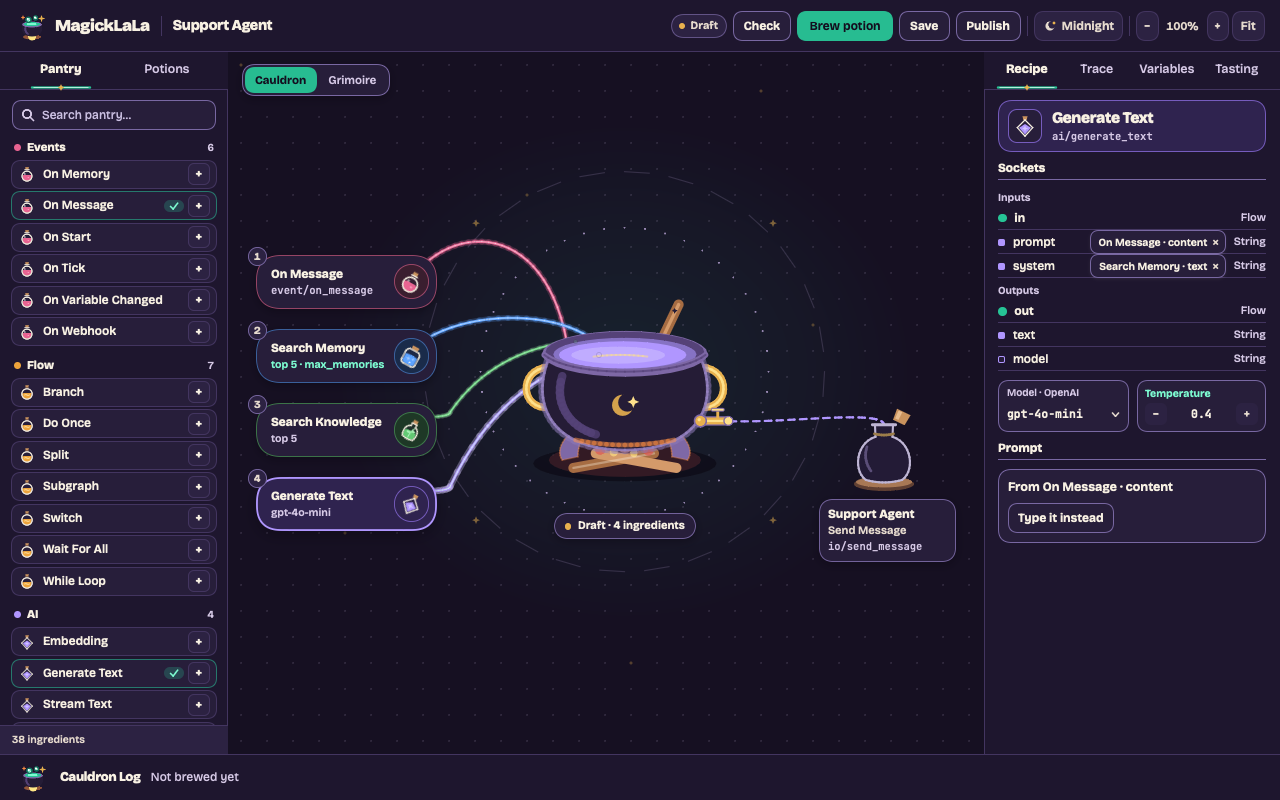 MagickLaLa
Support Agent
Draft
Check
Brew potion
Save
Publish
Midnight
−
100%
+
Fit
Pantry
Potions
Search pantry...
Events
6
On Memory
+
On Message
+
On Start
+
On Tick
+
On Variable Changed
+
On Webhook
+
Flow
7
Branch
+
Do Once
+
Split
+
Subgraph
+
Switch
+
Wait For All
+
While Loop
+
AI
4
Embedding
+
Generate Text
+
Stream Text
+
38 ingredients
Cauldron
Grimoire
1
On Message
event/on_message
2
Search Memory
top 5 · max_memories
3
Search Knowledge
top 5
4
Generate Text
gpt-4o-mini
Draft · 4 ingredients
Support Agent
Send Message
io/send_message
Recipe
Trace
Variables
Tasting
Generate Text
ai/generate_text
Sockets
Inputs
in
Flow
prompt
On Message · content ×
String
system
Search Memory · text ×
String
Outputs
out
Flow
text
String
model
String
Model · OpenAI
gpt-4o-mini
Temperature
−
0.4
+
Prompt
From On Message · content
Type it instead
Cauldron Log
Not brewed yet